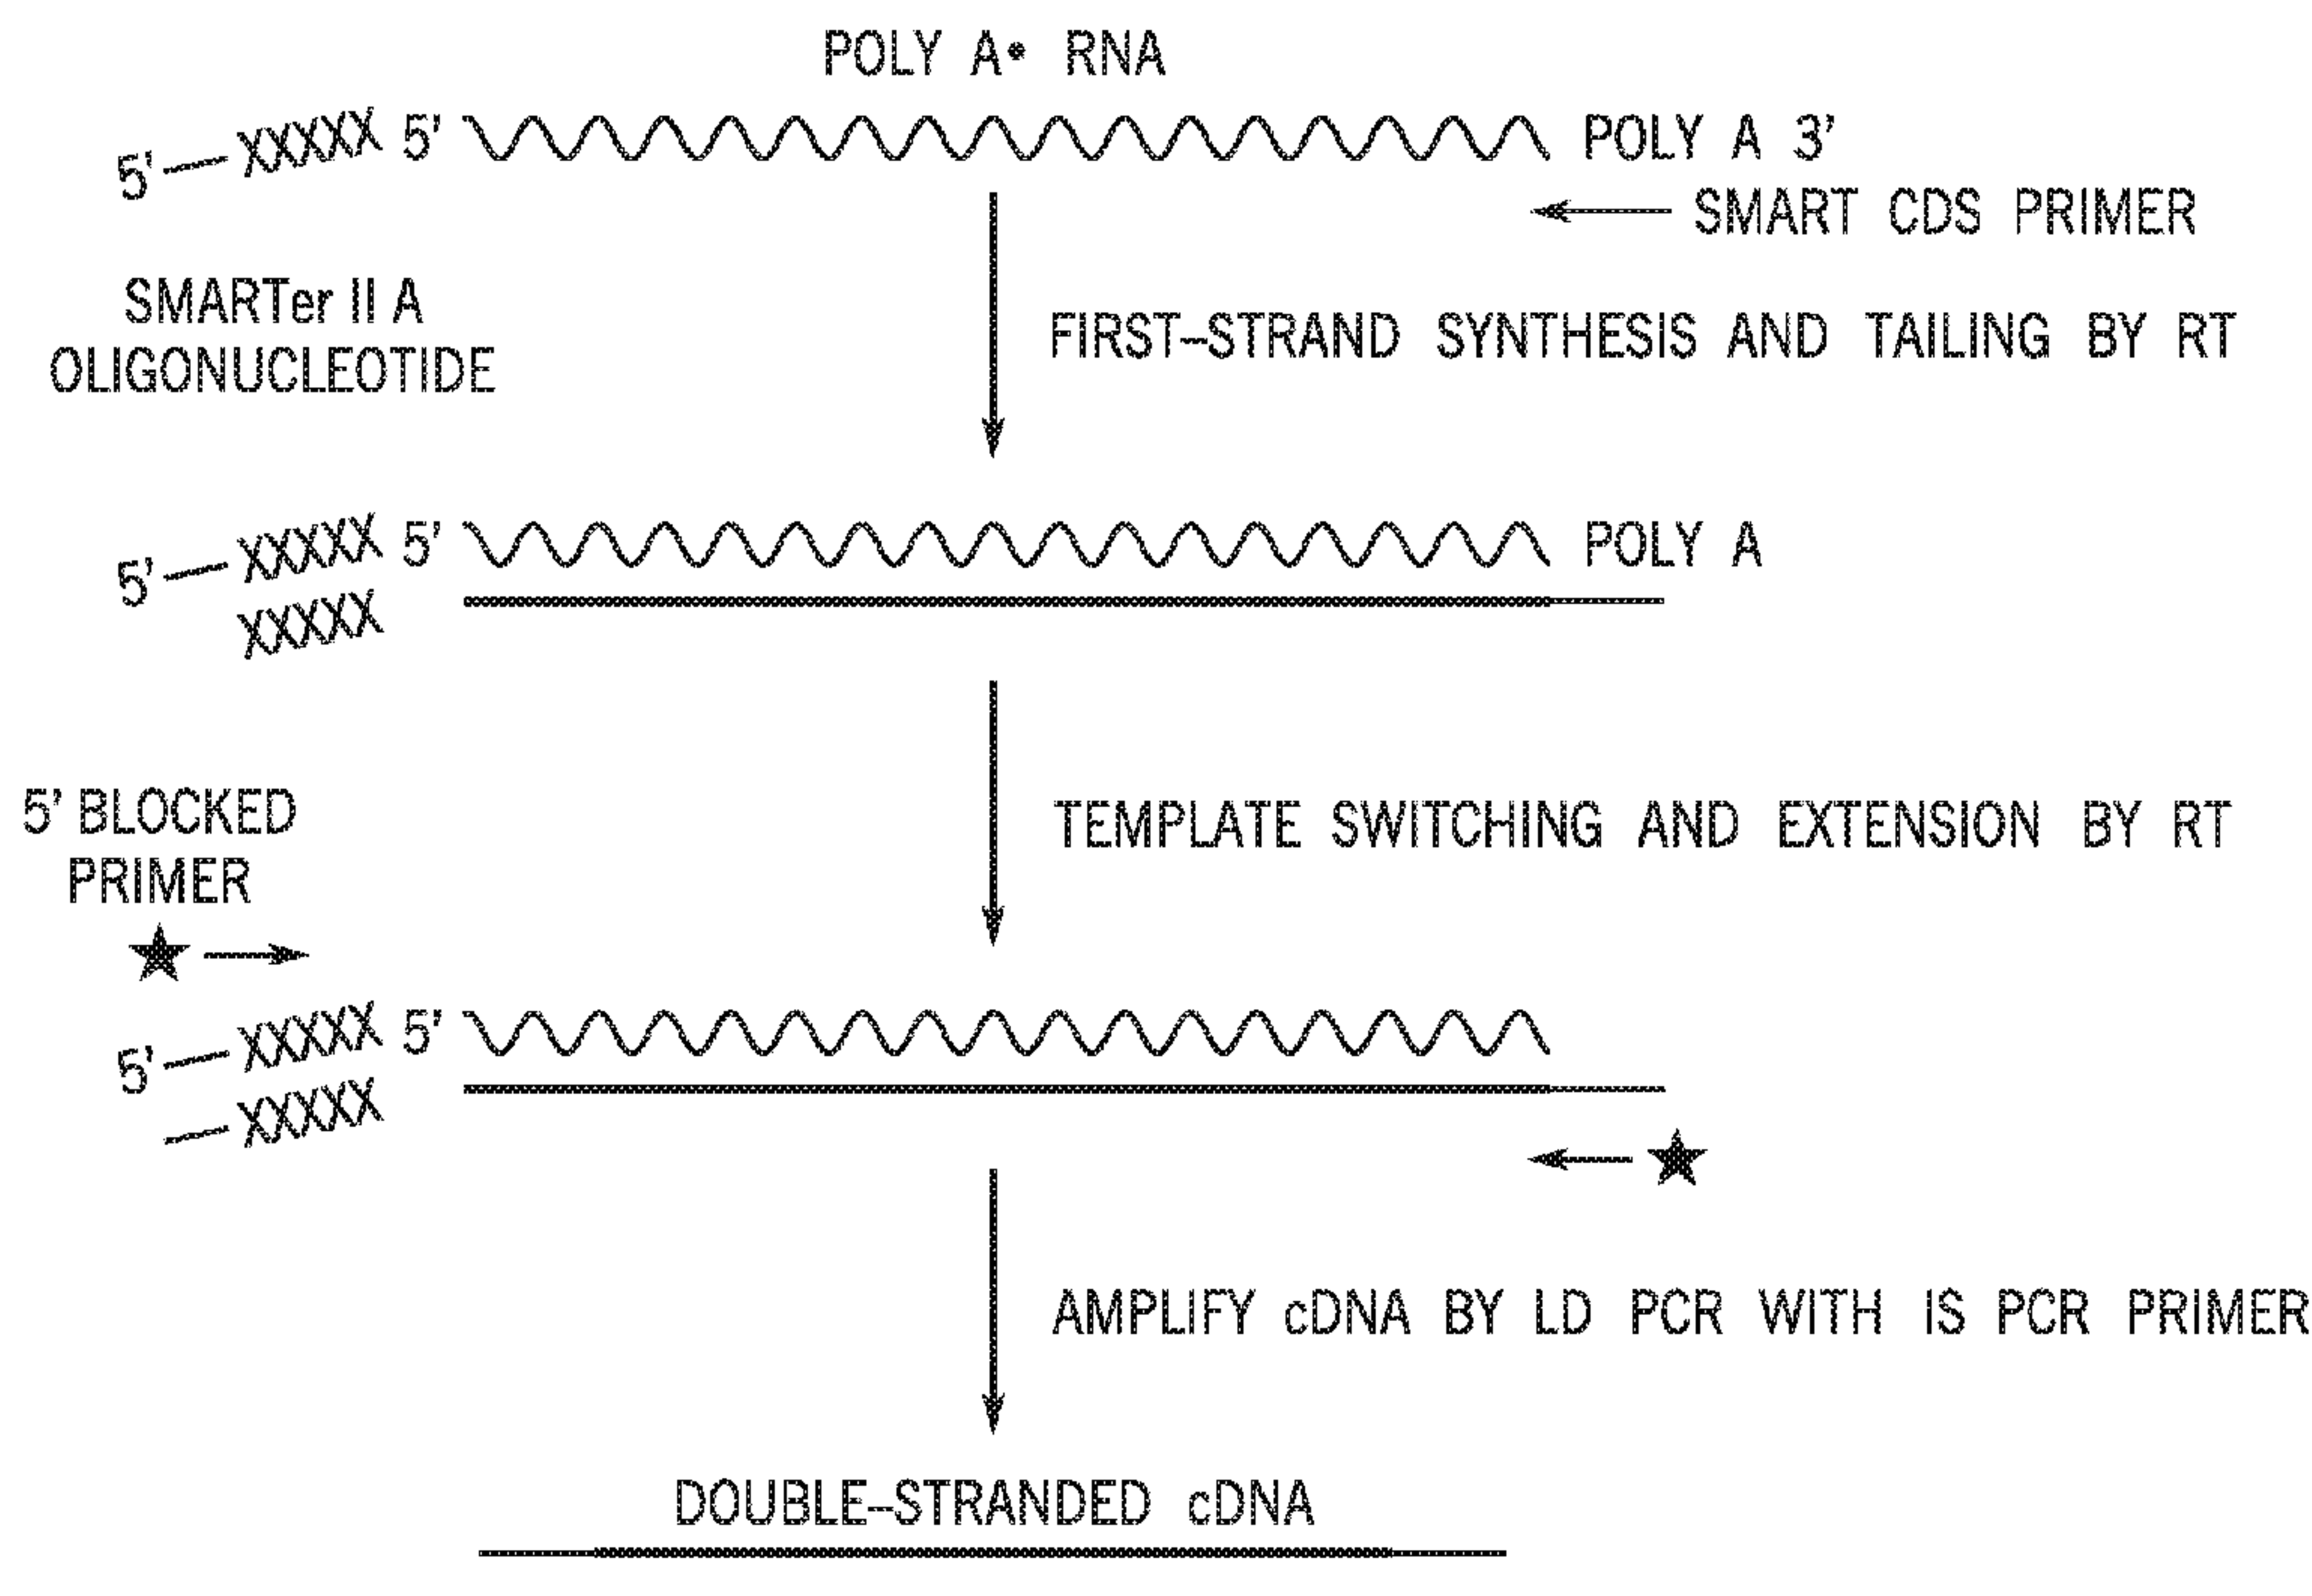 POLY A• RNA
5'—XXXXX 5' POLY A 3'
SMART CDS PRIMER
SMARTer II A
OLIGONUCLEOTIDE
FIRST–STRAND SYNTHESIS AND TAILING BY RT
5'—XXXXX 5' POLY A
XXXXX
5' BLOCKED
PRIMER
TEMPLATE SWITCHING AND EXTENSION BY RT
5'—XXXXX 5'
—XXXXX
AMPLIFY cDNA BY LD PCR WITH IS PCR PRIMER
DOUBLE–STRANDED cDNA